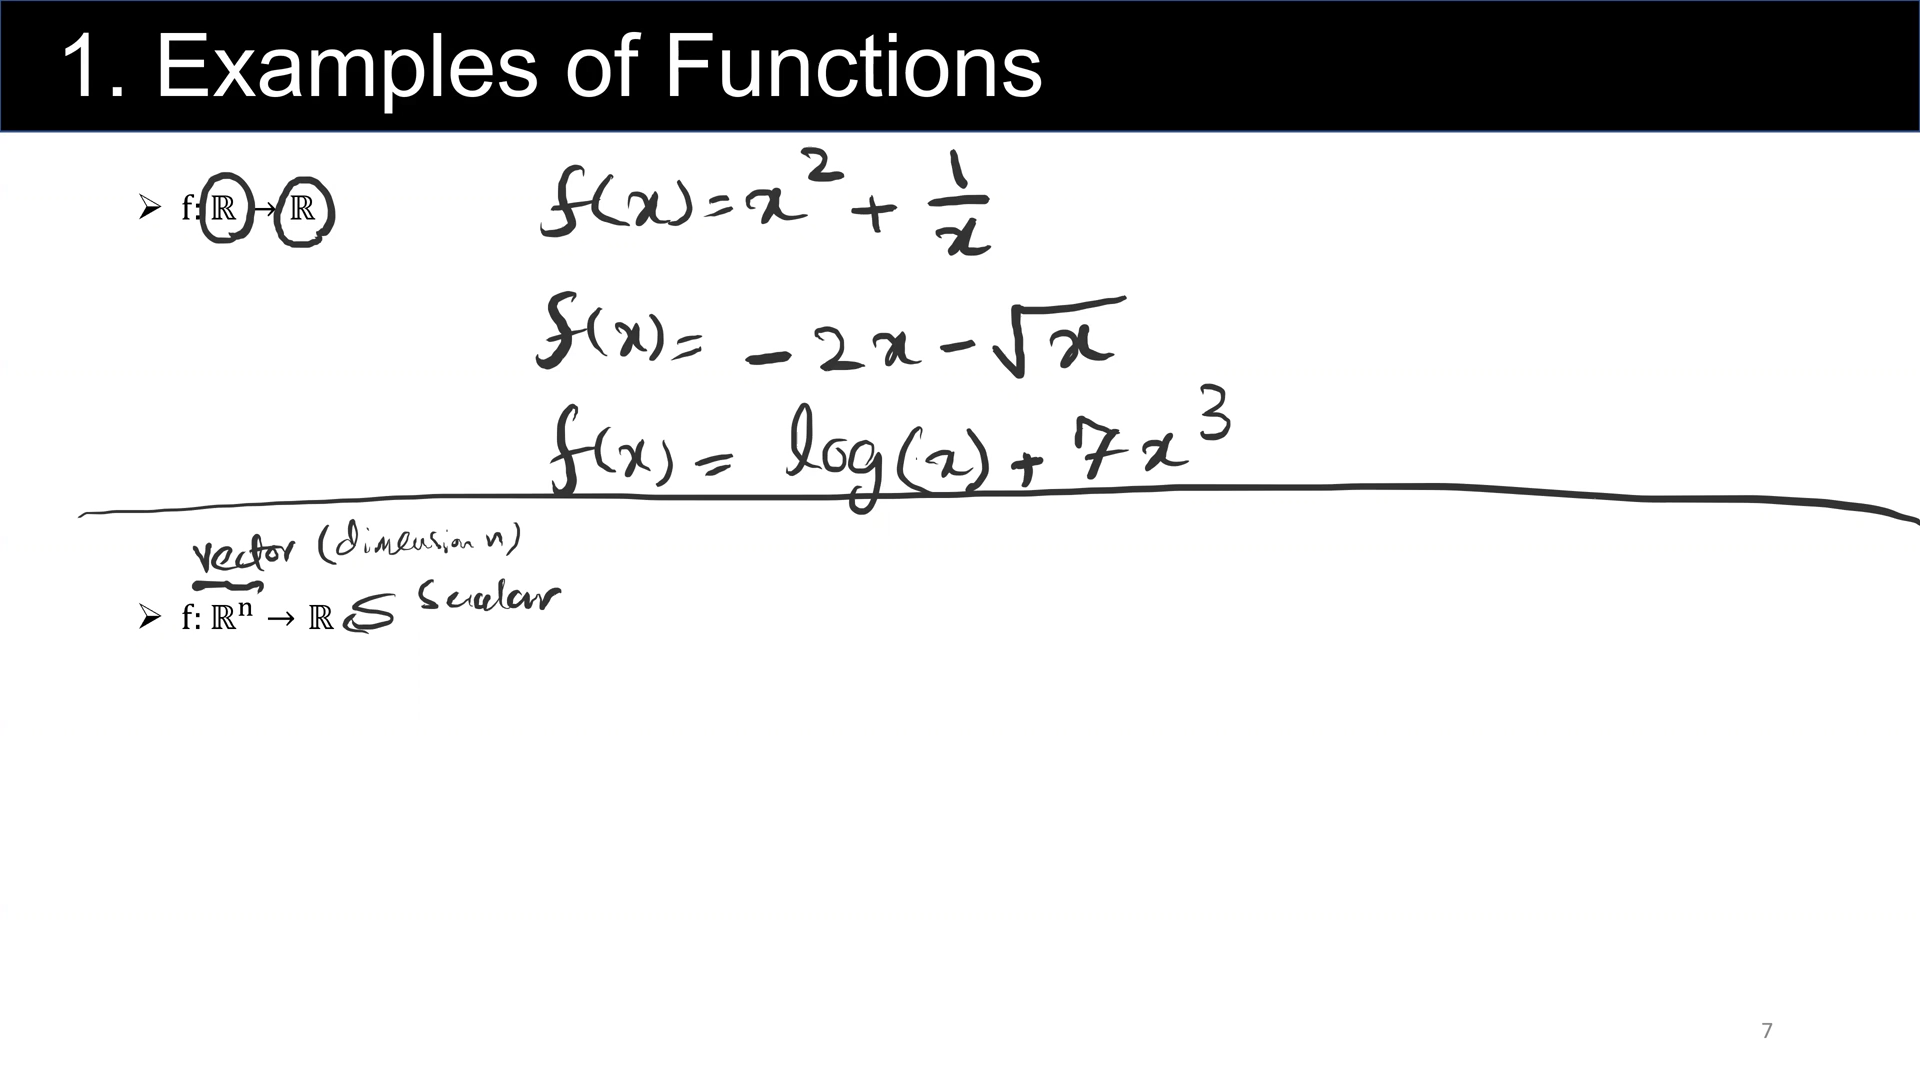 1. Examples of Functions
➢ f: ℝ → ℝ
f(x) = x² + 1/x
f(x) = - 2x - √x
f(x) = log(x) + 7x³
vector (dimension n)
➢ f: ℝⁿ → ℝ scalar
7